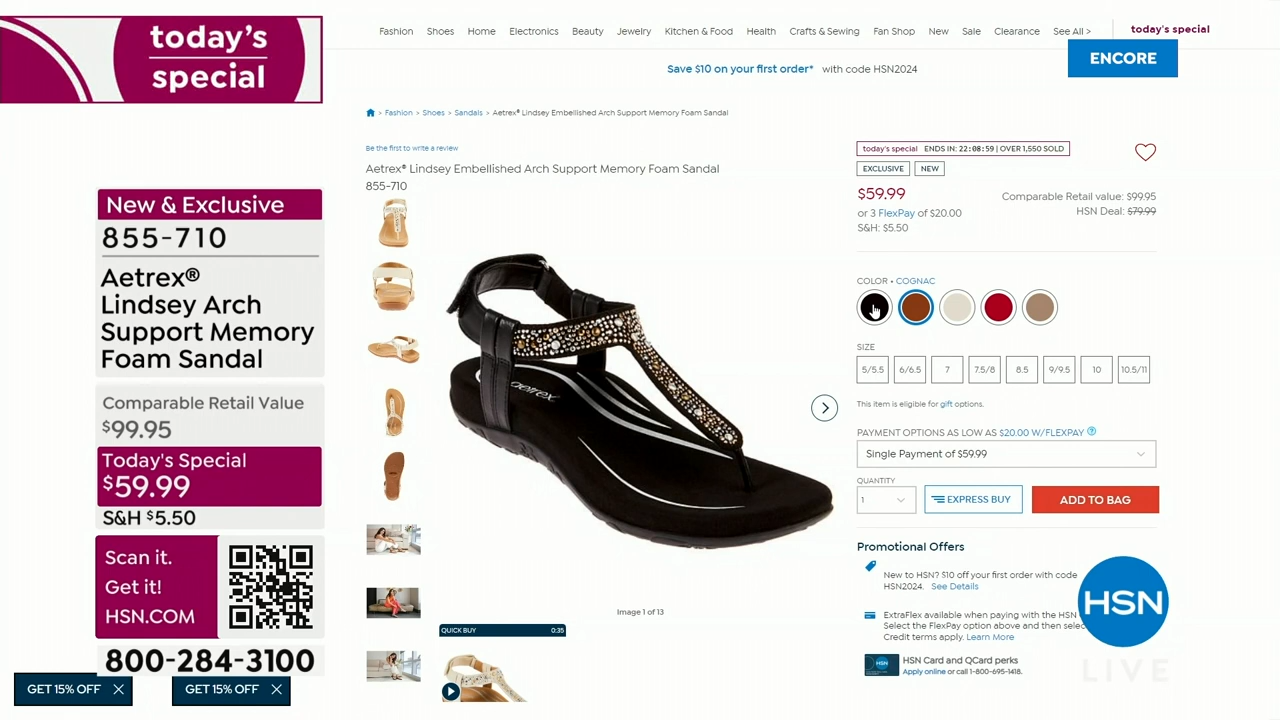 today's
special
Fashion Shoes Home Electronics Beauty Jewelry Kitchen & Food Health Crafts & Sewing Fan Shop New Sale Clearance See All > today's special
ENCORE
Save $10 on your first order* with code HSN2024
> Fashion > Shoes > Sandals > Aetrex® Lindsey Embellished Arch Support Memory Foam Sandal
Be the first to write a review
Aetrex® Lindsey Embellished Arch Support Memory Foam Sandal
855-710
New & Exclusive
855-710
Aetrex®
Lindsey Arch
Support Memory
Foam Sandal
Comparable Retail Value
$99.95
Today's Special
$59.99
S&H $5.50
Scan it.
Get it!
HSN.COM
800-284-3100
GET 15% OFF
GET 15% OFF
aetrex
Image 1 of 13
QUICK BUY 0:35
today's special ENDS IN: 22:08:59 | OVER 1,550 SOLD
EXCLUSIVE NEW
$59.99
or 3 FlexPay of $20.00
S&H: $5.50
Comparable Retail value: $99.95
HSN Deal: $79.99
COLOR • COGNAC
SIZE
5/5.5 6/6.5 7 7.5/8 8.5 9/9.5 10 10.5/11
This item is eligible for gift options.
PAYMENT OPTIONS AS LOW AS $20.00 W/FLEXPAY ?
Single Payment of $59.99
QUANTITY
1 EXPRESS BUY ADD TO BAG
Promotional Offers
New to HSN? $10 off your first order with code
HSN2024. See Details
ExtraFlex available when paying with the HSN
Select the FlexPay option above and then selec
Credit terms apply. Learn More
HSN Card and QCard perks
Apply online or call 1-800-695-1418.
HSN
LIVE